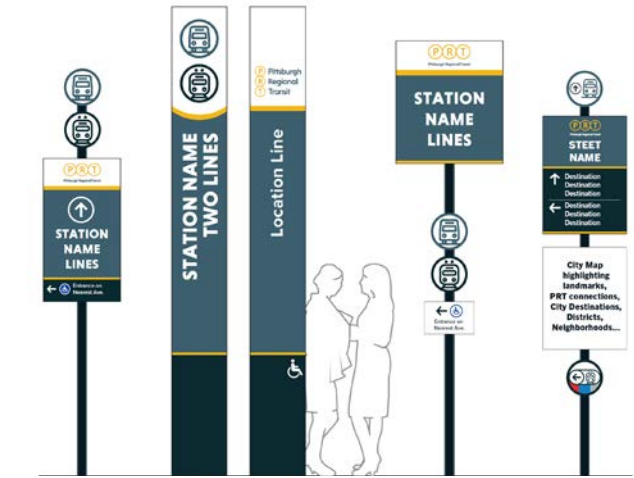 PRT
Pittsburgh Regional Transit
STATION
NAME
LINES
Entrance on
Nearest Ave.
STATION NAME
TWO LINES
Pittsburgh
Regional
Transit
Location Line
PRT
Pittsburgh Regional Transit
STATION
NAME
LINES
Entrance on
Nearest Ave.
PRT
STEET
NAME
Destination
Destination
Destination
Destination
Destination
Destination
City Map
highlighting
landmarks,
PRT connections,
City Destinations,
Districts,
Neighborhoods...